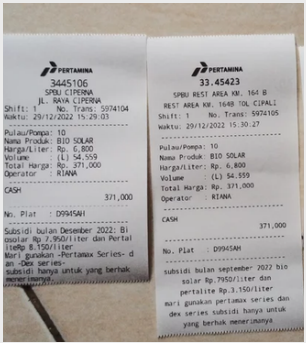 PERTAMINA
3445106
SPBU CIPERNA
JL. RAYA CIPERNA
Shift: 1 No. Trans: 5974104
Waktu: 29/12/2022 15:29:03
Pulau/Pompa: 10
Nama Produk: BIO SOLAR
Harga/Liter: Rp. 6,800
Volume : (L) 54.559
Total Harga: Rp. 371,000
Operator : RIANA
CASH
371,000
No. Plat : D9945AH
Subsidi bulan Desember 2022: Bi
osolar Rp 7.950/liter dan Pertal
iteRp 8.150/liter
Mari gunakan -Pertamax Series- d
an -Dex series-
subsidi hanya untuk yang berhak
menerimanya.
PERTAMINA
33.45423
SPBU REST AREA KM. 164 B
REST AREA KM. 164B TOL CIPALI
Shift: 1 No. Trans: 5974105
Waktu: 29/12/2022 15:30:27
Pulau/Pompa: 10
Nama Produk: BIO SOLAR
Harga/Liter: Rp. 6,800
Volume : (L) 54.559
Total Harga: Rp. 371,000
Operator : RIANA
CASH
371,000
No. Plat : D9945AH
subsidi bulan september 2022 bio
solar Rp.7950/liter dan
pertalite Rp.3.150/liter
mari gunakan pertamax series dan
dex series subsidi hanya untuk
yang berhak menerimanya